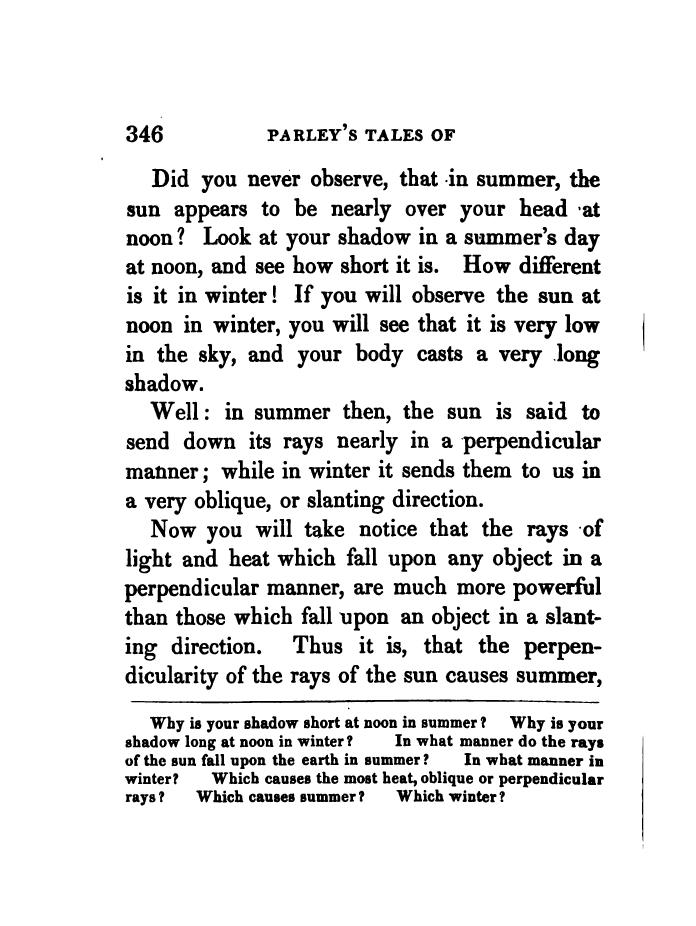 346 PARLEY'S TALES OF
Did you never observe, that in summer, the
sun appears to be nearly over your head at
noon? Look at your shadow in a summer's day
at noon, and see how short it is. How different
is it in winter! If you will observe the sun at
noon in winter, you will see that it is very low
in the sky, and your body casts a very long
shadow.
Well: in summer then, the sun is said to
send down its rays nearly in a perpendicular
manner; while in winter it sends them to us in
a very oblique, or slanting direction.
Now you will take notice that the rays of
light and heat which fall upon any object in a
perpendicular manner, are much more powerful
than those which fall upon an object in a slant-
ing direction. Thus it is, that the perpen-
dicularity of the rays of the sun causes summer,
Why is your shadow short at noon in summer? Why is your
shadow long at noon in winter? In what manner do the rays
of the sun fall upon the earth in summer? In what manner in
winter? Which causes the most heat, oblique or perpendicular
rays? Which causes summer? Which winter?